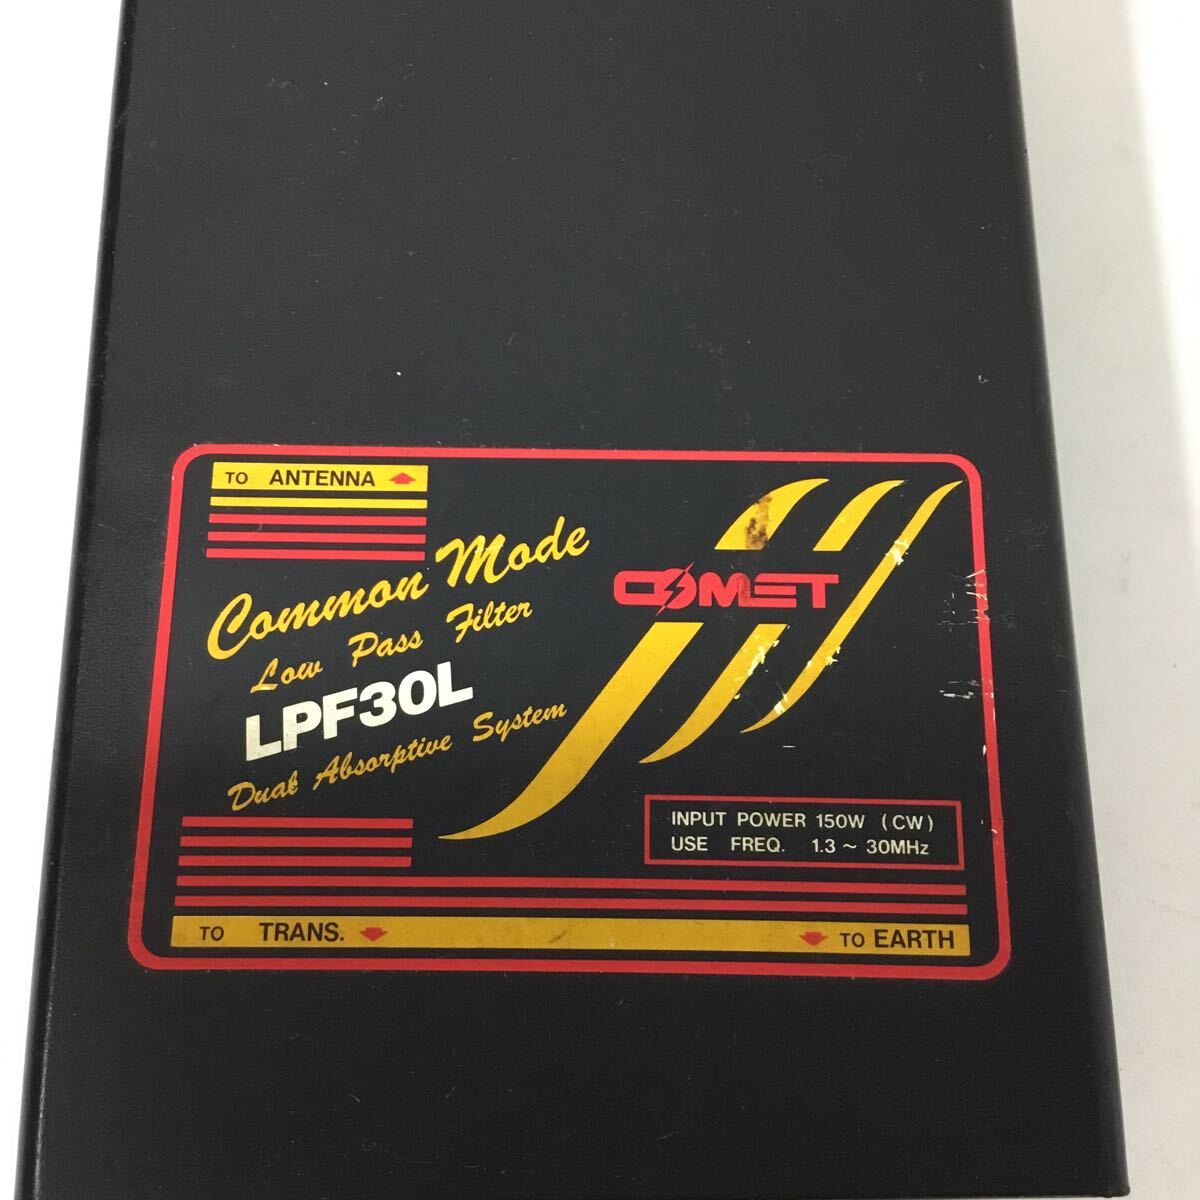 TO ANTENNA
Common Mode
COMET
Low Pass Filter
LPF30L
Dual Absorptive System
INPUT POWER 150W (CW)
USE FREQ. 1.3 ~ 30MHz
TO TRANS.
TO EARTH